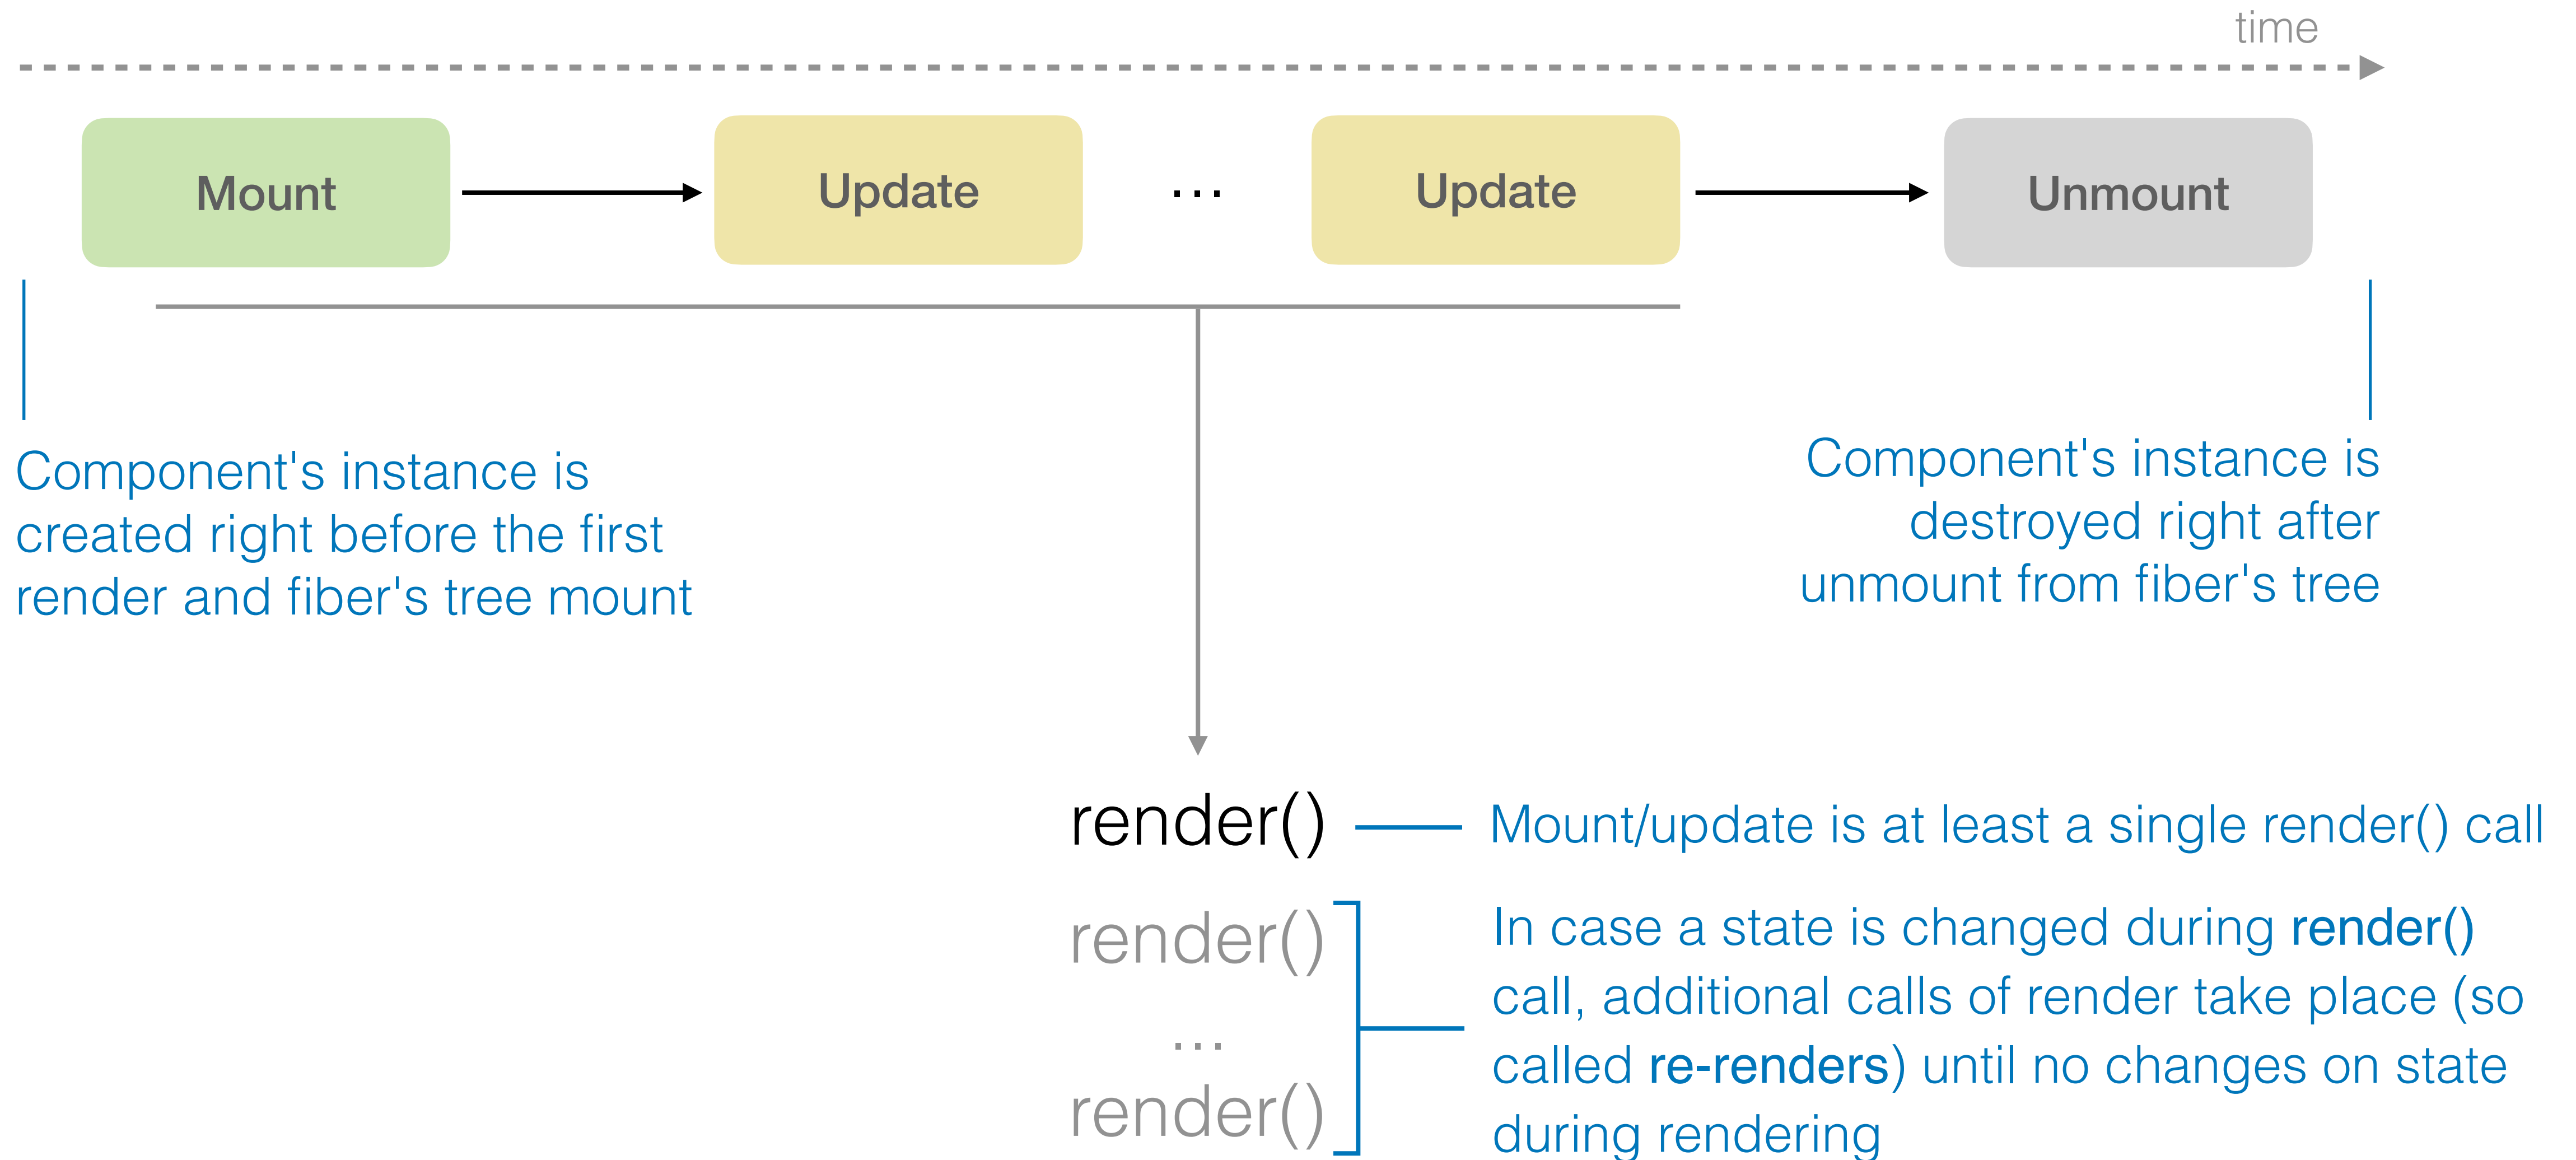 time
Mount
Update
...
Update
Unmount
Component's instance is
created right before the first
render and fiber's tree mount
Component's instance is
destroyed right after
unmount from fiber's tree
render()
Mount/update is at least a single render() call
render()
...
render()
In case a state is changed during render()
call, additional calls of render take place (so
called re-renders) until no changes on state
during rendering